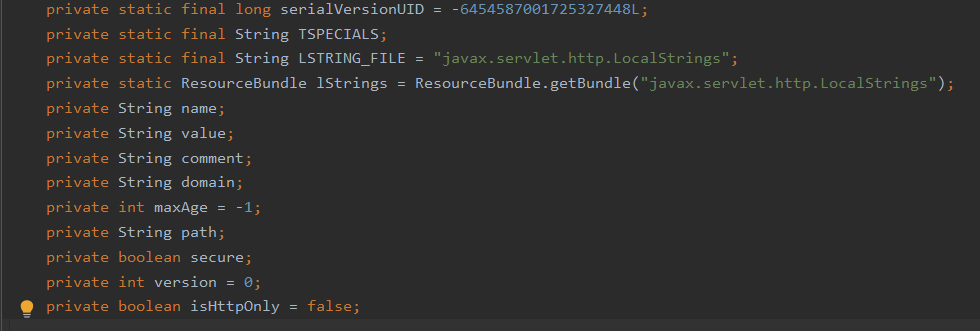 private static final long serialVersionUID = -6454587001725327448L;
private static final String TSPECIALS;
private static final String LSTRING_FILE = "javax.servlet.http.LocalStrings";
private static ResourceBundle lStrings = ResourceBundle.getBundle("javax.servlet.http.LocalStrings");
private String name;
private String value;
private String comment;
private String domain;
private int maxAge = -1;
private String path;
private boolean secure;
private int version = 0;
private boolean isHttpOnly = false;